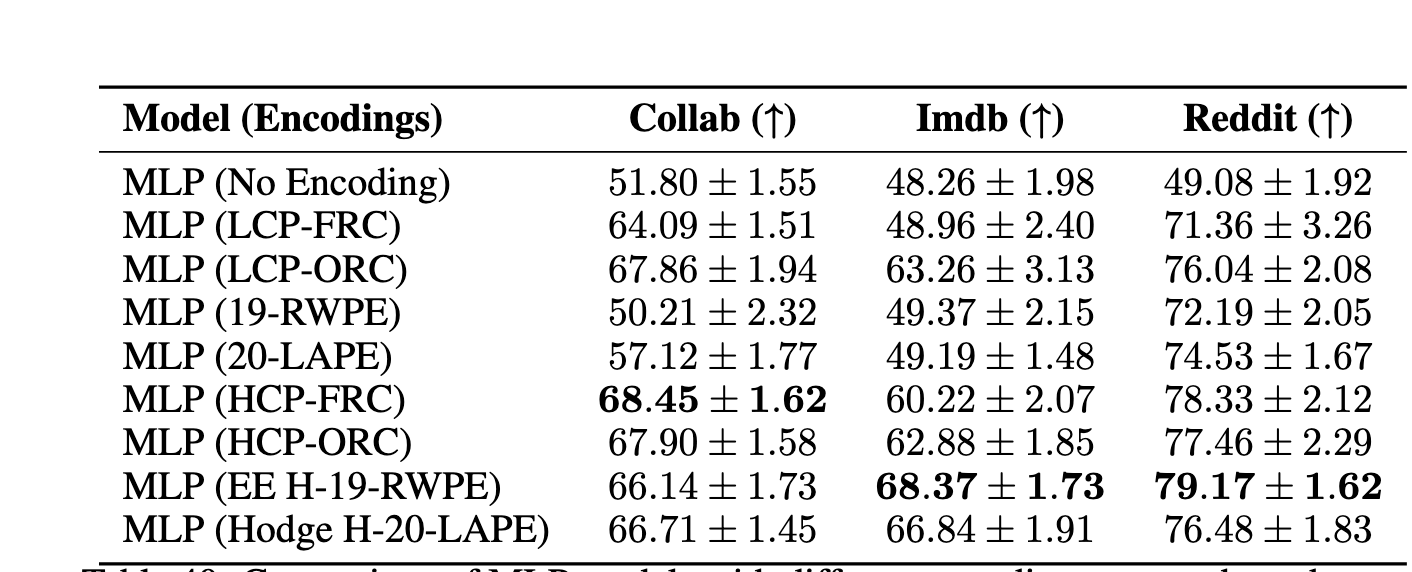 Model (Encodings) Collab (↑) Imdb (↑) Reddit (↑)
MLP (No Encoding) 51.80 ± 1.55 48.26 ± 1.98 49.08 ± 1.92
MLP (LCP-FRC) 64.09 ± 1.51 48.96 ± 2.40 71.36 ± 3.26
MLP (LCP-ORC) 67.86 ± 1.94 63.26 ± 3.13 76.04 ± 2.08
MLP (19-RWPE) 50.21 ± 2.32 49.37 ± 2.15 72.19 ± 2.05
MLP (20-LAPE) 57.12 ± 1.77 49.19 ± 1.48 74.53 ± 1.67
MLP (HCP-FRC) 68.45 ± 1.62 60.22 ± 2.07 78.33 ± 2.12
MLP (HCP-ORC) 67.90 ± 1.58 62.88 ± 1.85 77.46 ± 2.29
MLP (EE H-19-RWPE) 66.14 ± 1.73 68.37 ± 1.73 79.17 ± 1.62
MLP (Hodge H-20-LAPE) 66.71 ± 1.45 66.84 ± 1.91 76.48 ± 1.83